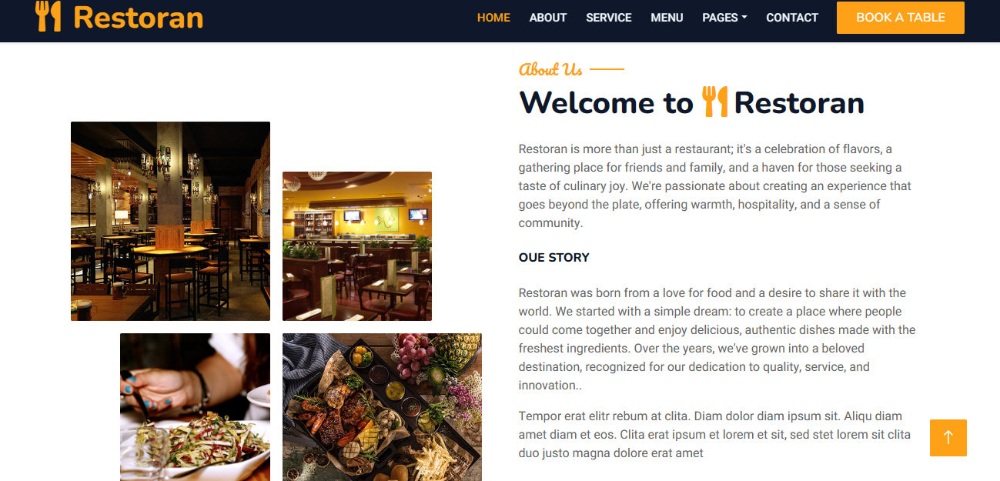 Restoran
HOME ABOUT SERVICE MENU PAGES CONTACT BOOK A TABLE
About Us
Welcome to Restoran
Restoran is more than just a restaurant; it's a celebration of flavors, a
gathering place for friends and family, and a haven for those seeking a
taste of culinary joy. We're passionate about creating an experience that
goes beyond the plate, offering warmth, hospitality, and a sense of
community.
OUE STORY
Restoran was born from a love for food and a desire to share it with the
world. We started with a simple dream: to create a place where people
could come together and enjoy delicious, authentic dishes made with the
freshest ingredients. Over the years, we've grown into a beloved
destination, recognized for our dedication to quality, service, and
innovation..
Tempor erat elitr rebum at clita. Diam dolor diam ipsum sit. Aliqu diam
amet diam et eos. Clita erat ipsum et lorem et sit, sed stet lorem sit clita
duo justo magna dolore erat amet